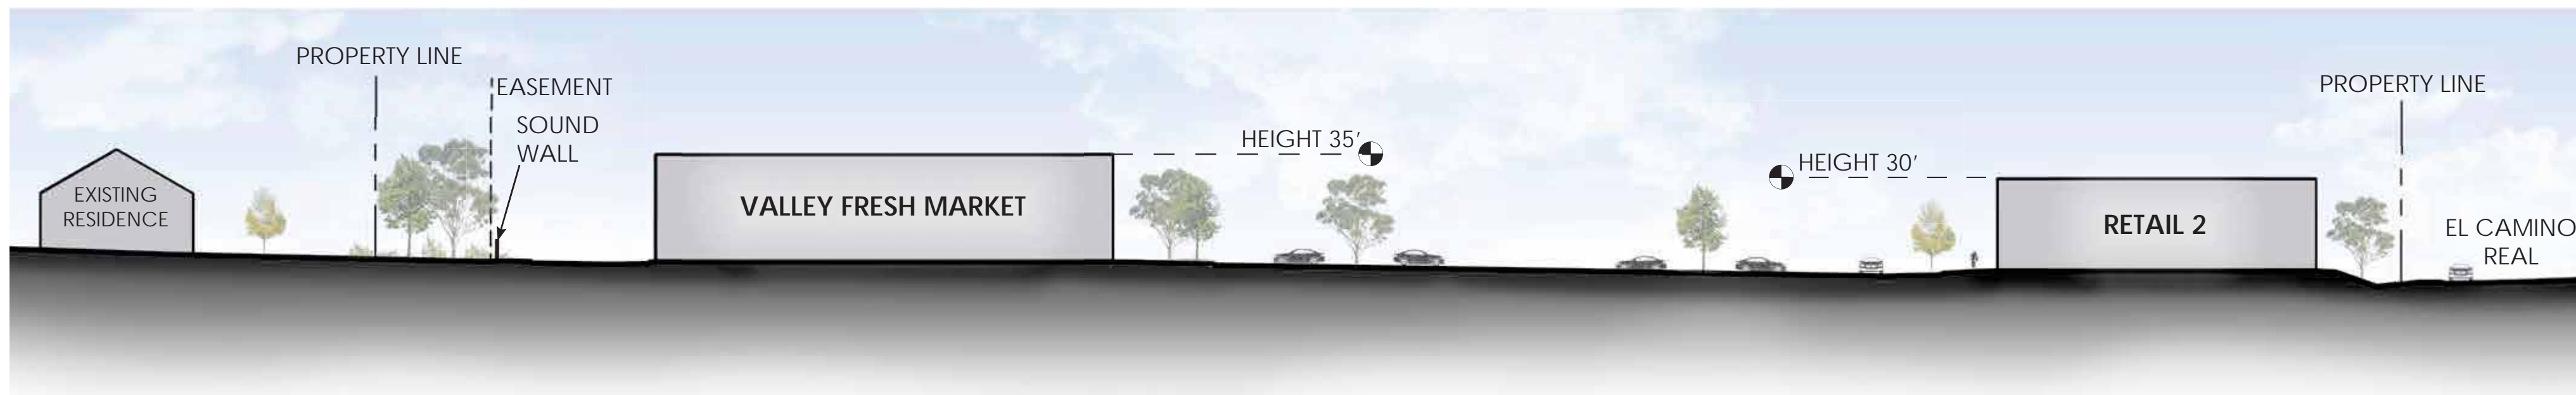 PROPERTY LINE
EASEMENT
SOUND
WALL
EXISTING
RESIDENCE
VALLEY FRESH MARKET
HEIGHT 35'
HEIGHT 30'
RETAIL 2
PROPERTY LINE
EL CAMINO
REAL